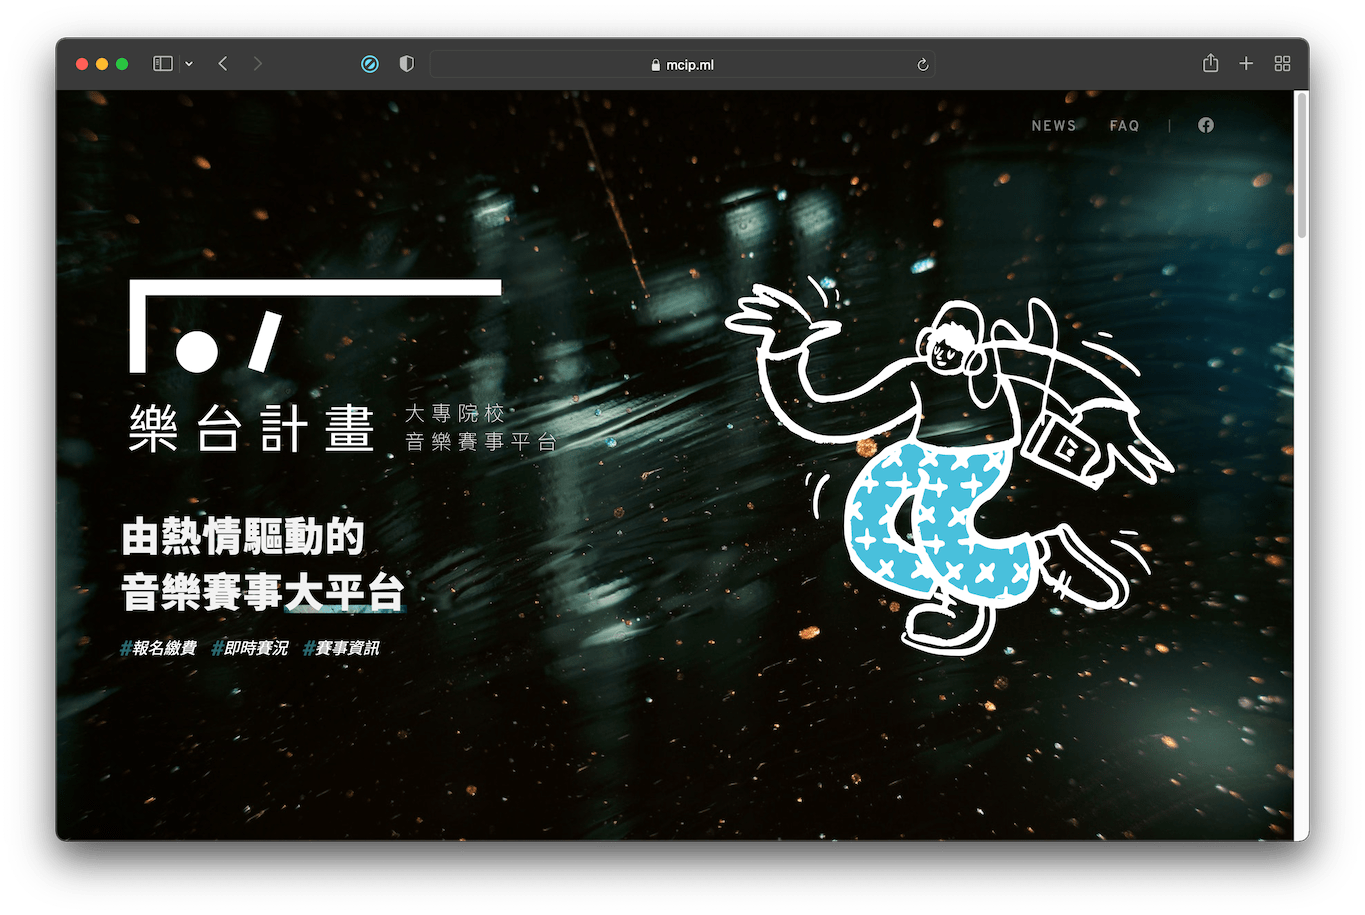 mcip.ml
NEWS FAQ |
樂台計畫
大專院校
音樂賽事平台
由熱情驅動的
音樂賽事大平台
#報名繳費 #即時賽況 #賽事資訊